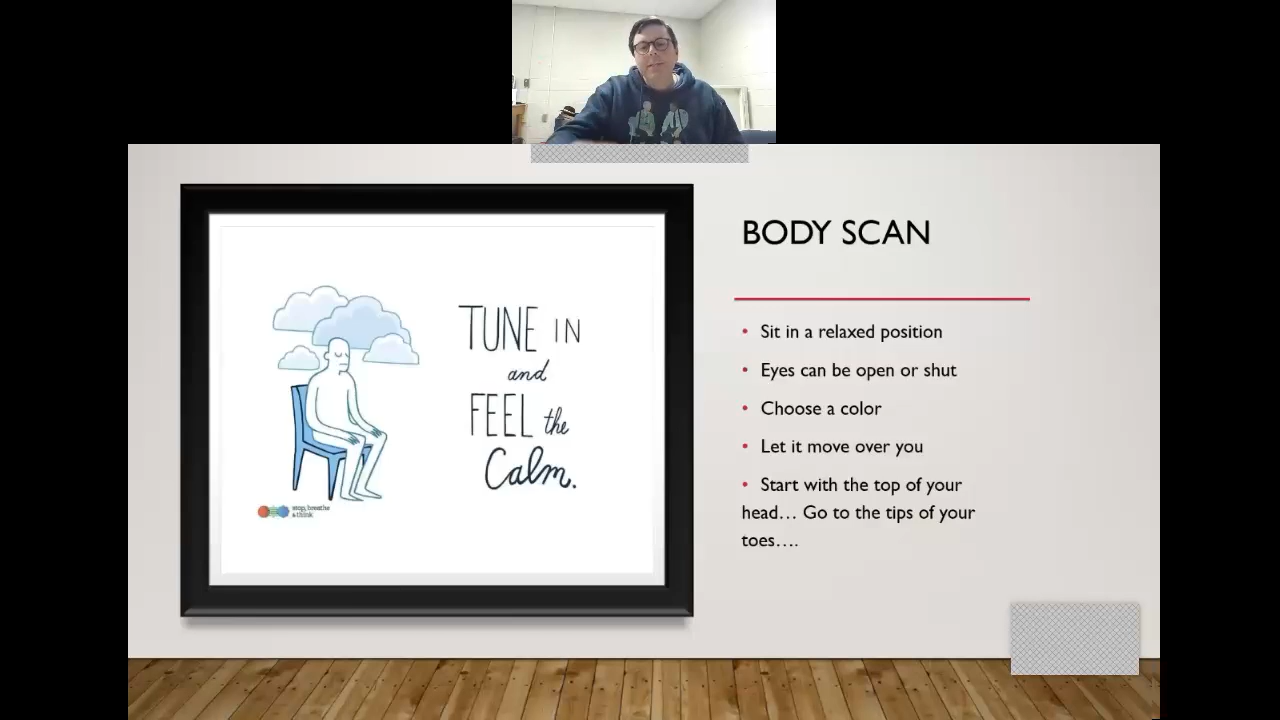 TUNE IN
and
FEEL the
Calm.
stop, breathe
& think
BODY SCAN
• Sit in a relaxed position
• Eyes can be open or shut
• Choose a color
• Let it move over you
• Start with the top of your
head… Go to the tips of your
toes….